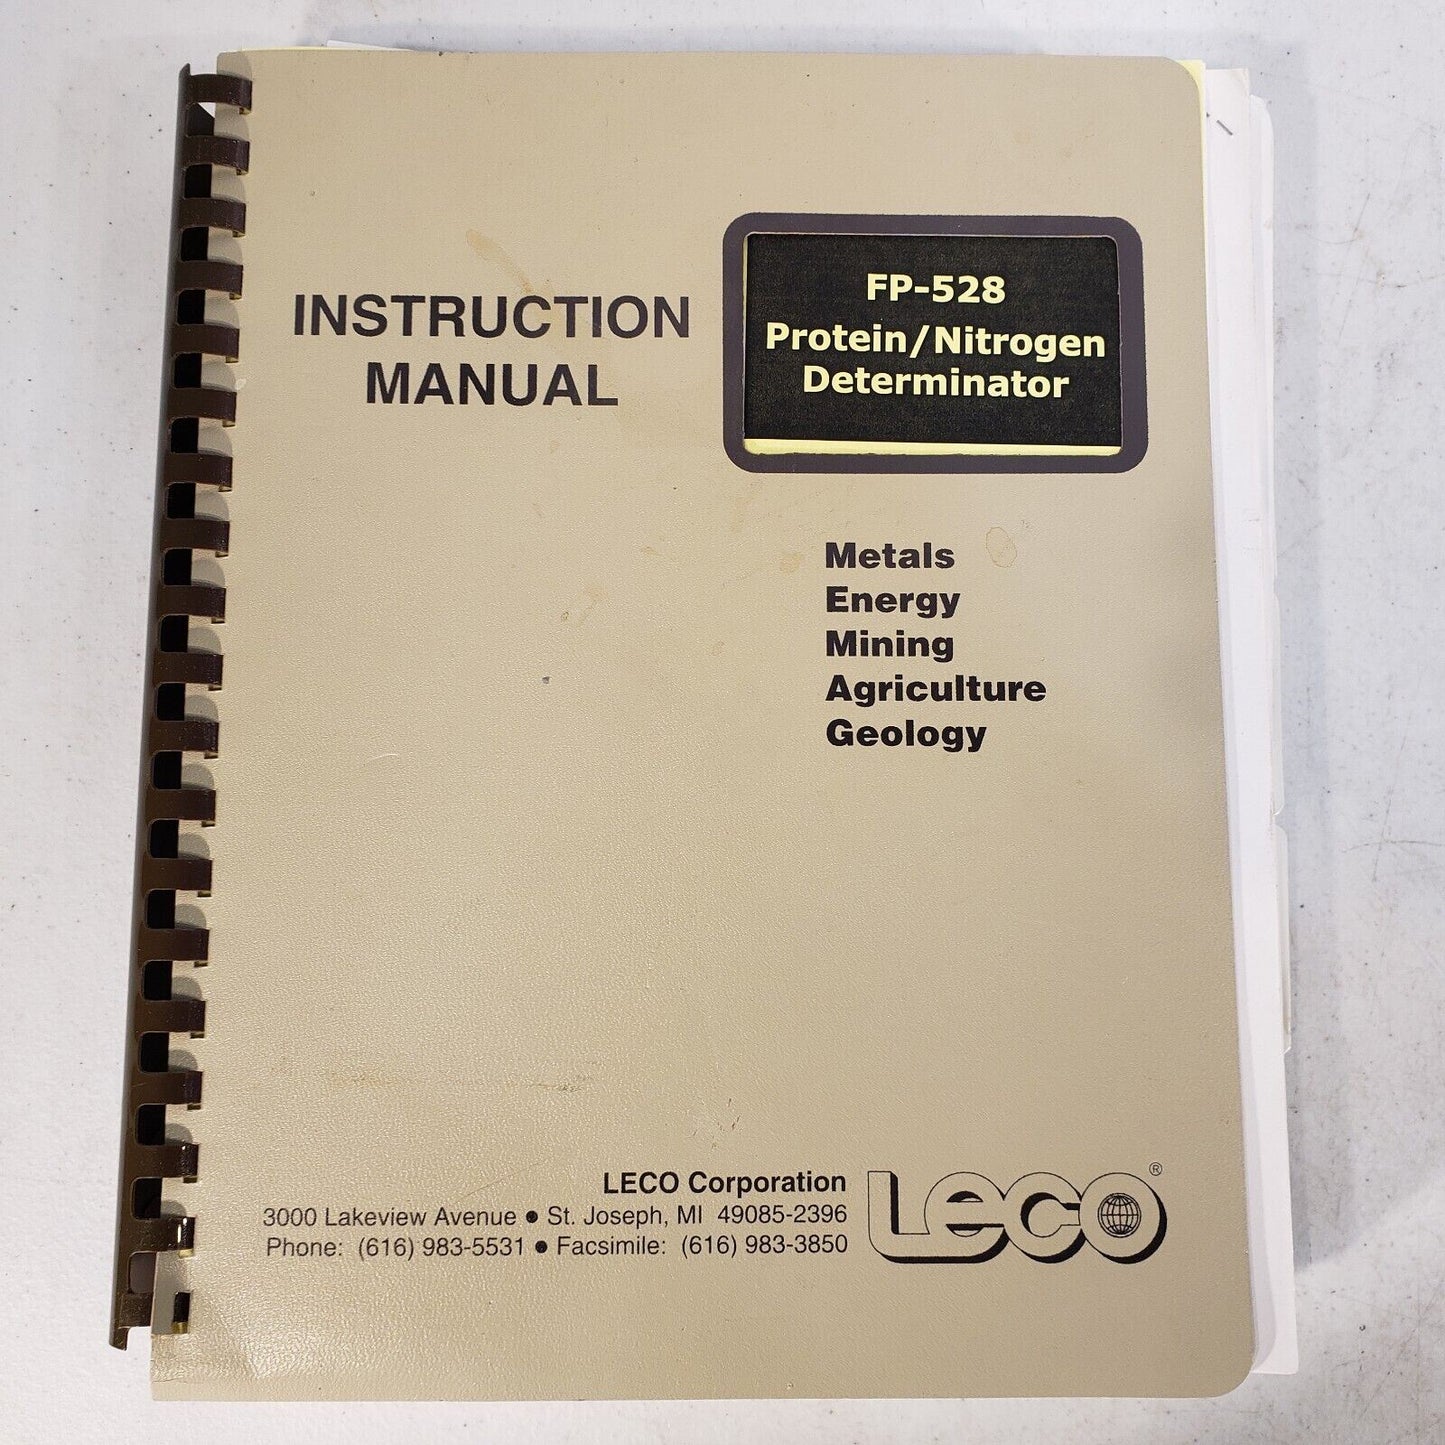 INSTRUCTION
MANUAL
FP-528
Protein/Nitrogen
Determinator
Metals
Energy
Mining
Agriculture
Geology
LECO Corporation
3000 Lakeview Avenue ● St. Joseph, MI 49085-2396
Phone: (616) 983-5531 ● Facsimile: (616) 983-3850
LECO®